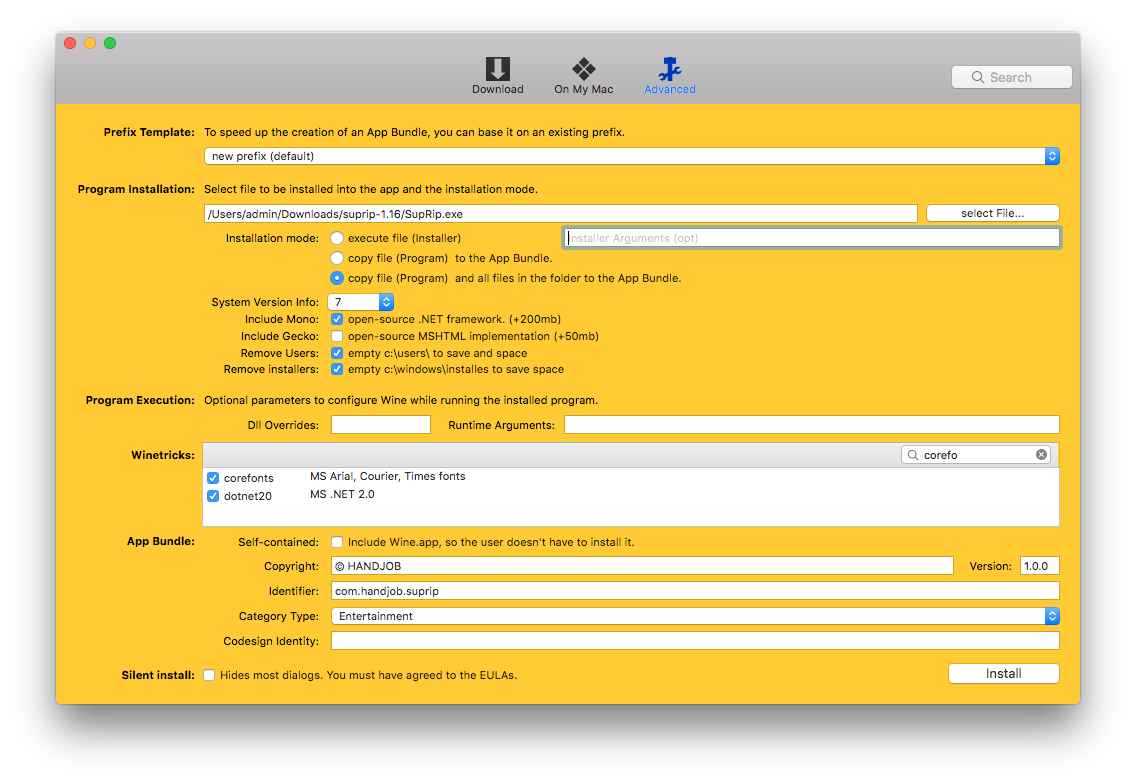 Download
On My Mac
Advanced
Search
Prefix Template: To speed up the creation of an App Bundle, you can base it on an existing prefix.
new prefix (default)
Program Installation: Select file to be installed into the app and the installation mode.
/Users/admin/Downloads/suprip-1.16/SupRip.exe select File...
Installation mode: execute file (Installer) Installer Arguments (opt)
copy file (Program) to the App Bundle.
copy file (Program) and all files in the folder to the App Bundle.
System Version Info: 7
Include Mono: open-source .NET framework. (+200mb)
Include Gecko: open-source MSHTML implementation (+50mb)
Remove Users: empty c:\users\ to save and space
Remove installers: empty c:\windows\installes to save space
Program Execution: Optional parameters to configure Wine while running the installed program.
Dll Overrides: Runtime Arguments:
Winetricks: corefo
corefonts MS Arial, Courier, Times fonts
dotnet20 MS .NET 2.0
App Bundle: Self-contained: Include Wine.app, so the user doesn't have to install it.
Copyright: © HANDJOB Version: 1.0.0
Identifier: com.handjob.suprip
Category Type: Entertainment
Codesign Identity:
Silent install: Hides most dialogs. You must have agreed to the EULAs. Install